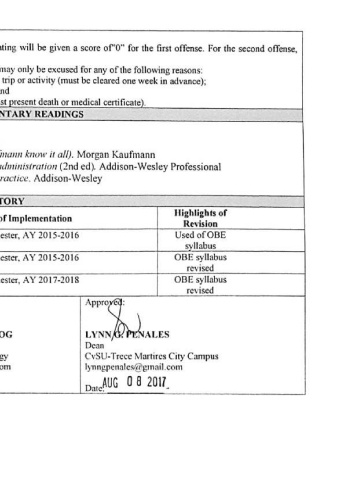 ting will be given a score of"0" for the first offense. For the second offense,
may only be excused for any of the following reasons:
trip or activity (must be cleared one week in advance);
nd
st present death or medical certificate).
NTARY READINGS
mann know it all). Morgan Kaufmann
dministration (2nd ed). Addison-Wesley Professional
ractice. Addison-Wesley
TORY
of Implementation
Highlights of
Revision
ester, AY 2015-2016
Used of OBE
syllabus
ester, AY 2015-2016
OBE syllabus
revised
ester, AY 2017-2018
OBE syllabus
revised
Approved:
OG
LYNN G. PENALES
Dean
gy
CvSU-Trece Martires City Campus
om
lynngpenales@gmail.com
Date: AUG 08 2017